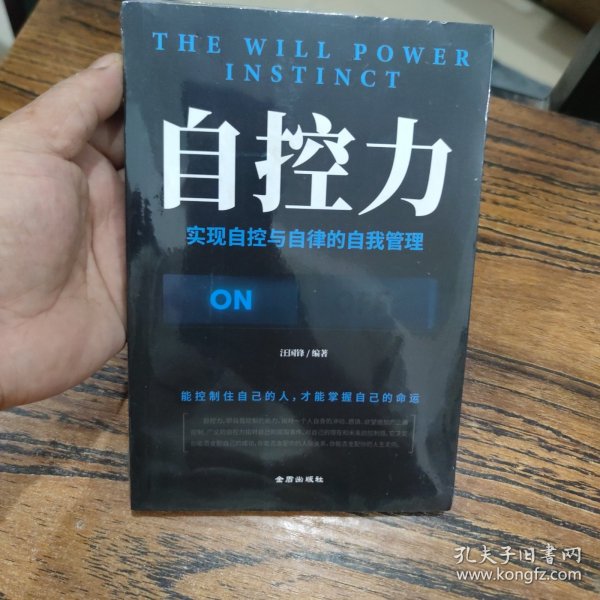 THE WILL POWER
INSTINCT
自控力
实现自控与自律的自我管理
ON
汪国锋/编著
能控制住自己的人，才能掌握自己的命运
金盾出版社
孔夫子旧书网
www.kongfz.com